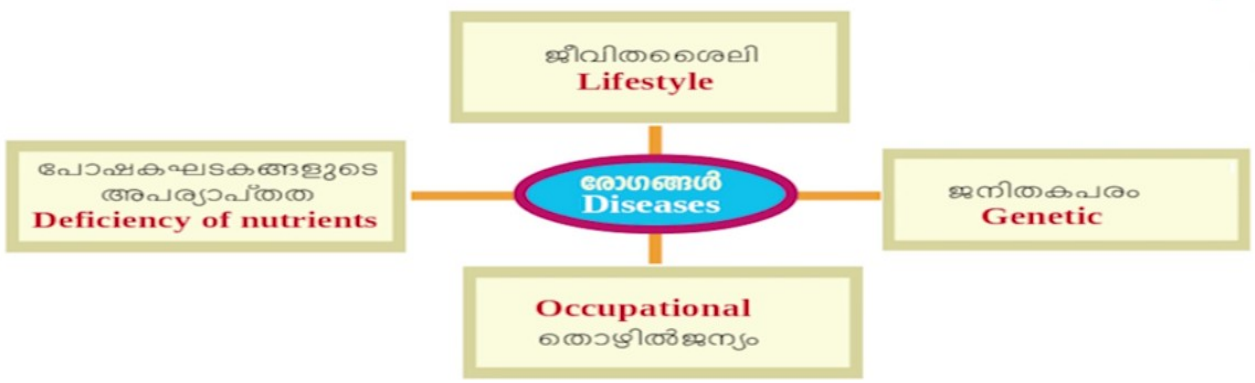 ജീവിതശൈലി
Lifestyle
പോഷകഘടകങ്ങളുടെ
അപര്യാപ്തത
Deficiency of nutrients
രോഗങ്ങൾ
Diseases
ജനിതകപരം
Genetic
Occupational
തൊഴിൽജന്യം